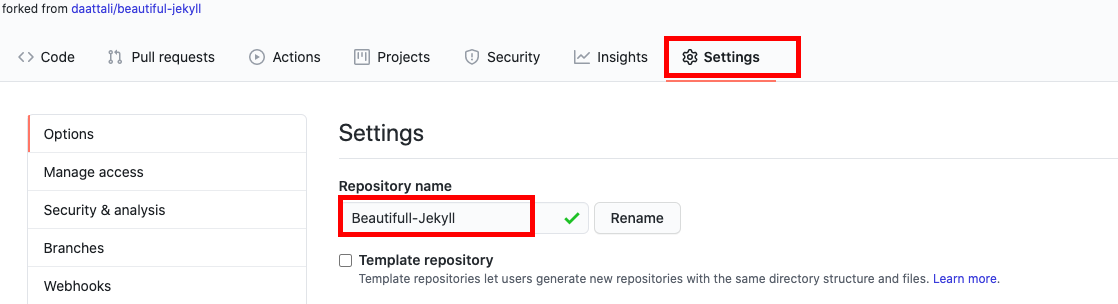 forked from daattali/beautiful-jekyll
Code Pull requests Actions Projects Security Insights Settings
Options
Manage access
Security & analysis
Branches
Webhooks
Settings
Repository name
Beautifull-Jekyll Rename
Template repository
Template repositories let users generate new repositories with the same directory structure and files. Learn more.